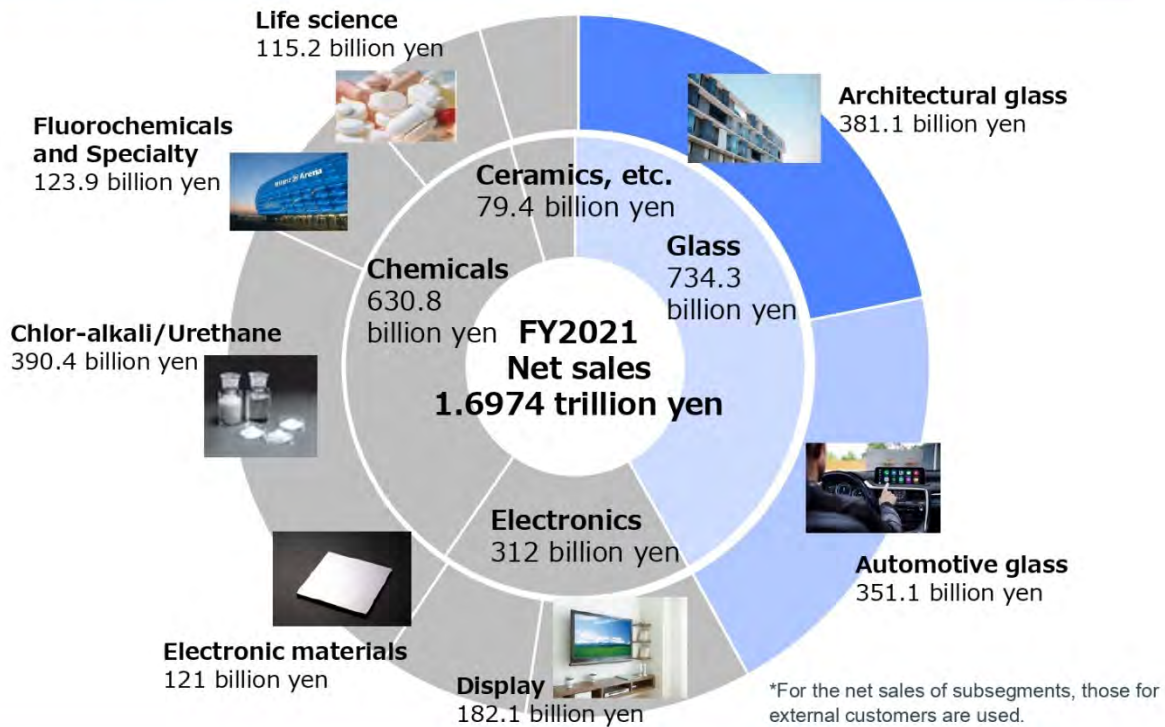 Life science
115.2 billion yen
Fluorochemicals
and Specialty
123.9 billion yen
Architectural glass
381.1 billion yen
Ceramics, etc.
79.4 billion yen
Glass
734.3
billion yen
Chemicals
630.8
billion yen
FY2021
Net sales
1.6974 trillion yen
Chlor-alkali/Urethane
390.4 billion yen
Electronics
312 billion yen
Automotive glass
351.1 billion yen
Electronic materials
121 billion yen
Display
182.1 billion yen
*For the net sales of subsegments, those for
external customers are used.
Allianz Arena